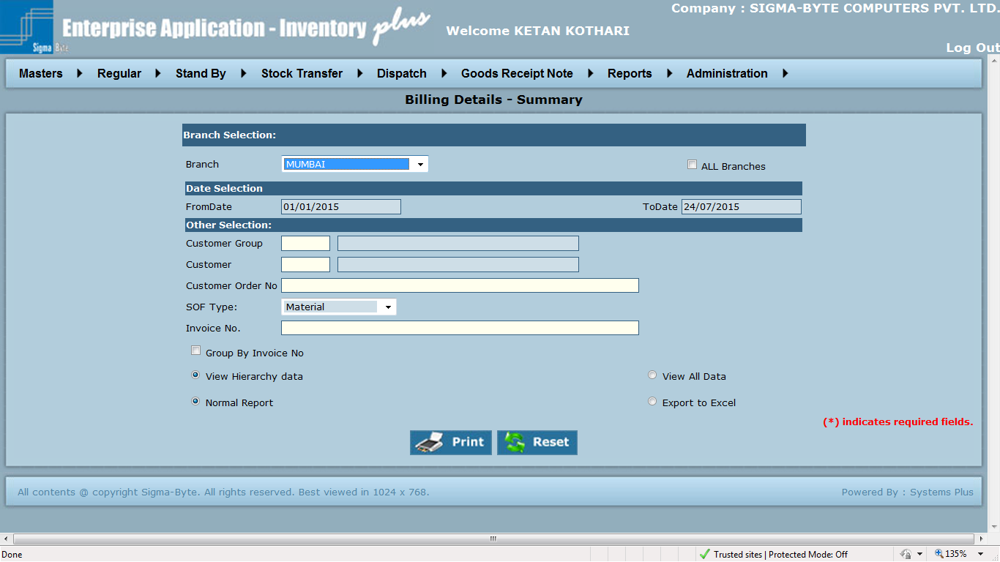 Company : SIGMA-BYTE COMPUTERS PVT. LTD.
Enterprise Application - Inventory plus
Welcome KETAN KOTHARI
Sigma Byte
Log Out
Masters Regular Stand By Stock Transfer Dispatch Goods Receipt Note Reports Administration
Billing Details - Summary
Branch Selection:
Branch MUMBAI ALL Branches
Date Selection
FromDate 01/01/2015 ToDate 24/07/2015
Other Selection:
Customer Group
Customer
Customer Order No
SOF Type: Material
Invoice No.
Group By Invoice No
View Hierarchy data View All Data
Normal Report Export to Excel
(*) indicates required fields.
Print Reset
All contents @ copyright Sigma-Byte. All rights reserved. Best viewed in 1024 x 768. Powered By : Systems Plus
Done Trusted sites | Protected Mode: Off 135%